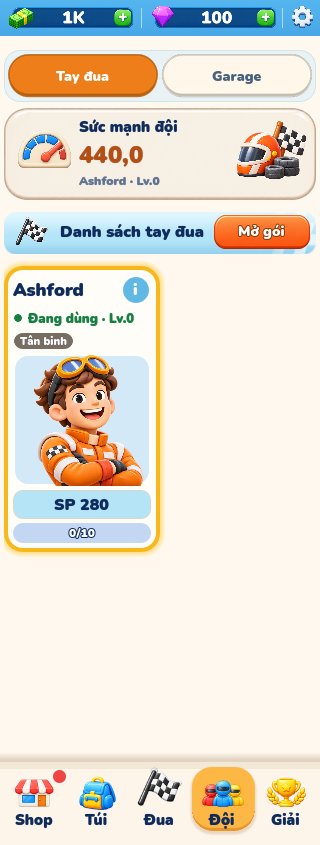 1K
+
100
+
Tay đua
Garage
Sức mạnh đội
440,0
Ashford · Lv.0
Danh sách tay đua
Mở gói
Ashford
i
Đang dùng · Lv.0
Tân binh
SP 280
0/10
Shop
Túi
Đua
Đội
Giải